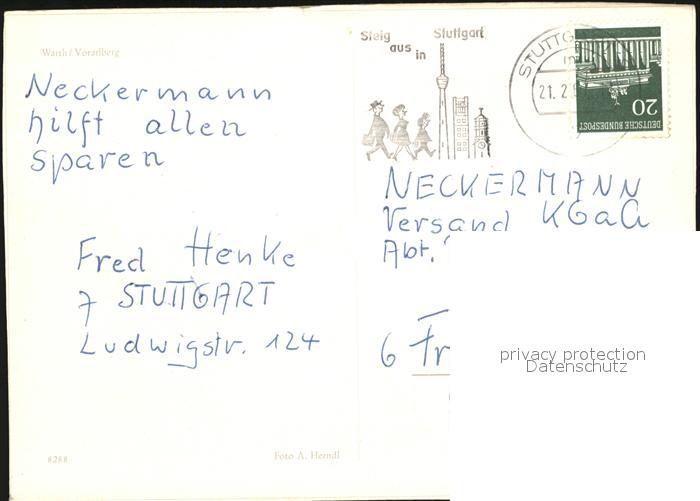 Warth / Vorarlberg
Neckermann
hilft allen
sparen
Fred Henke
7 STUTTGART
Ludwigstr. 124
8288
Foto A. Herndl
Steig aus in Stuttgart
STUTTG
21. 2.
20
DEUTSCHE BUNDESPOST
NECKERMANN
Versand KGaA
Abt.
6 Fr
privacy protection
Datenschutz